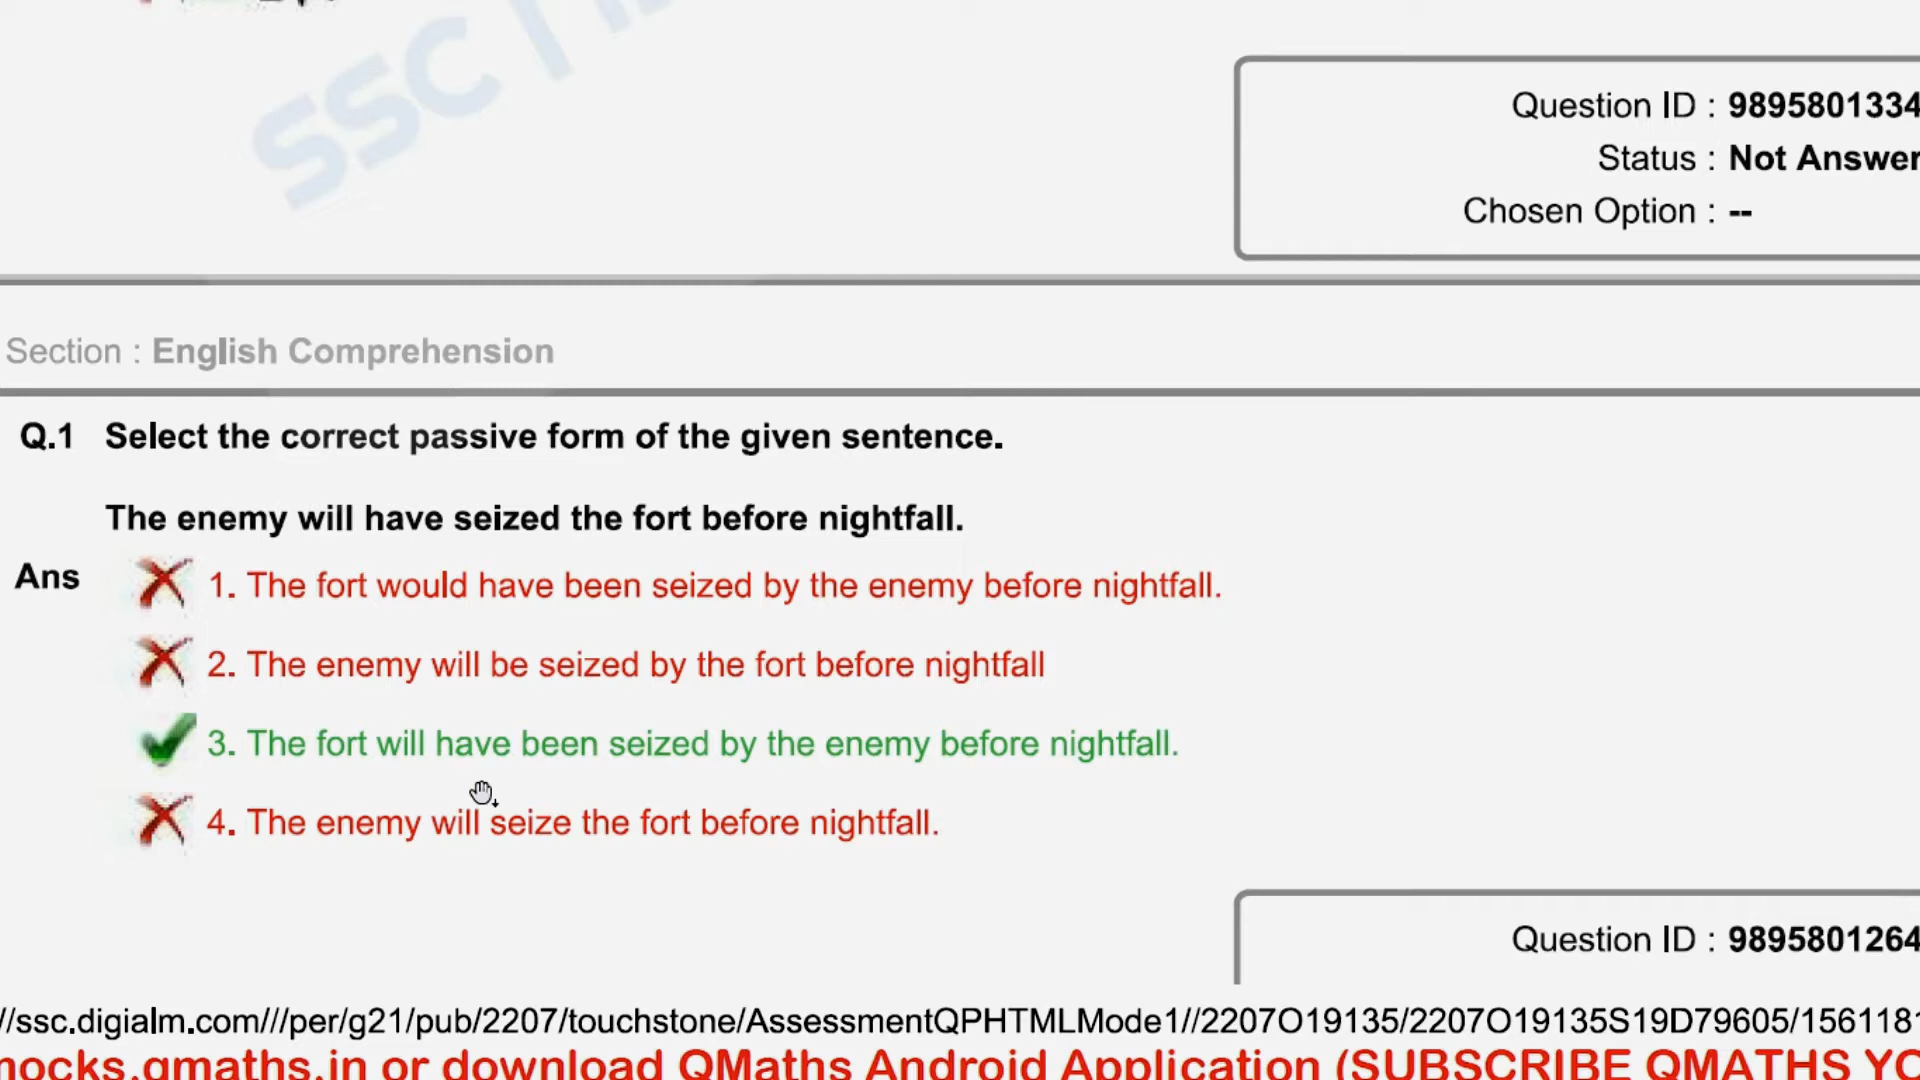 SSC
Question ID : 9895801334
Status : Not Answer
Chosen Option : --
Section : English Comprehension
Q.1 Select the correct passive form of the given sentence.
The enemy will have seized the fort before nightfall.
Ans 1. The fort would have been seized by the enemy before nightfall.
2. The enemy will be seized by the fort before nightfall
3. The fort will have been seized by the enemy before nightfall.
4. The enemy will seize the fort before nightfall.
Question ID : 9895801264
//ssc.digialm.com///per/g21/pub/2207/touchstone/AssessmentQPHTMLMode1//2207O19135/2207O19135S19D79605/156118
mocks.qmaths.in or download QMaths Android Application (SUBSCRIBE QMATHS YO